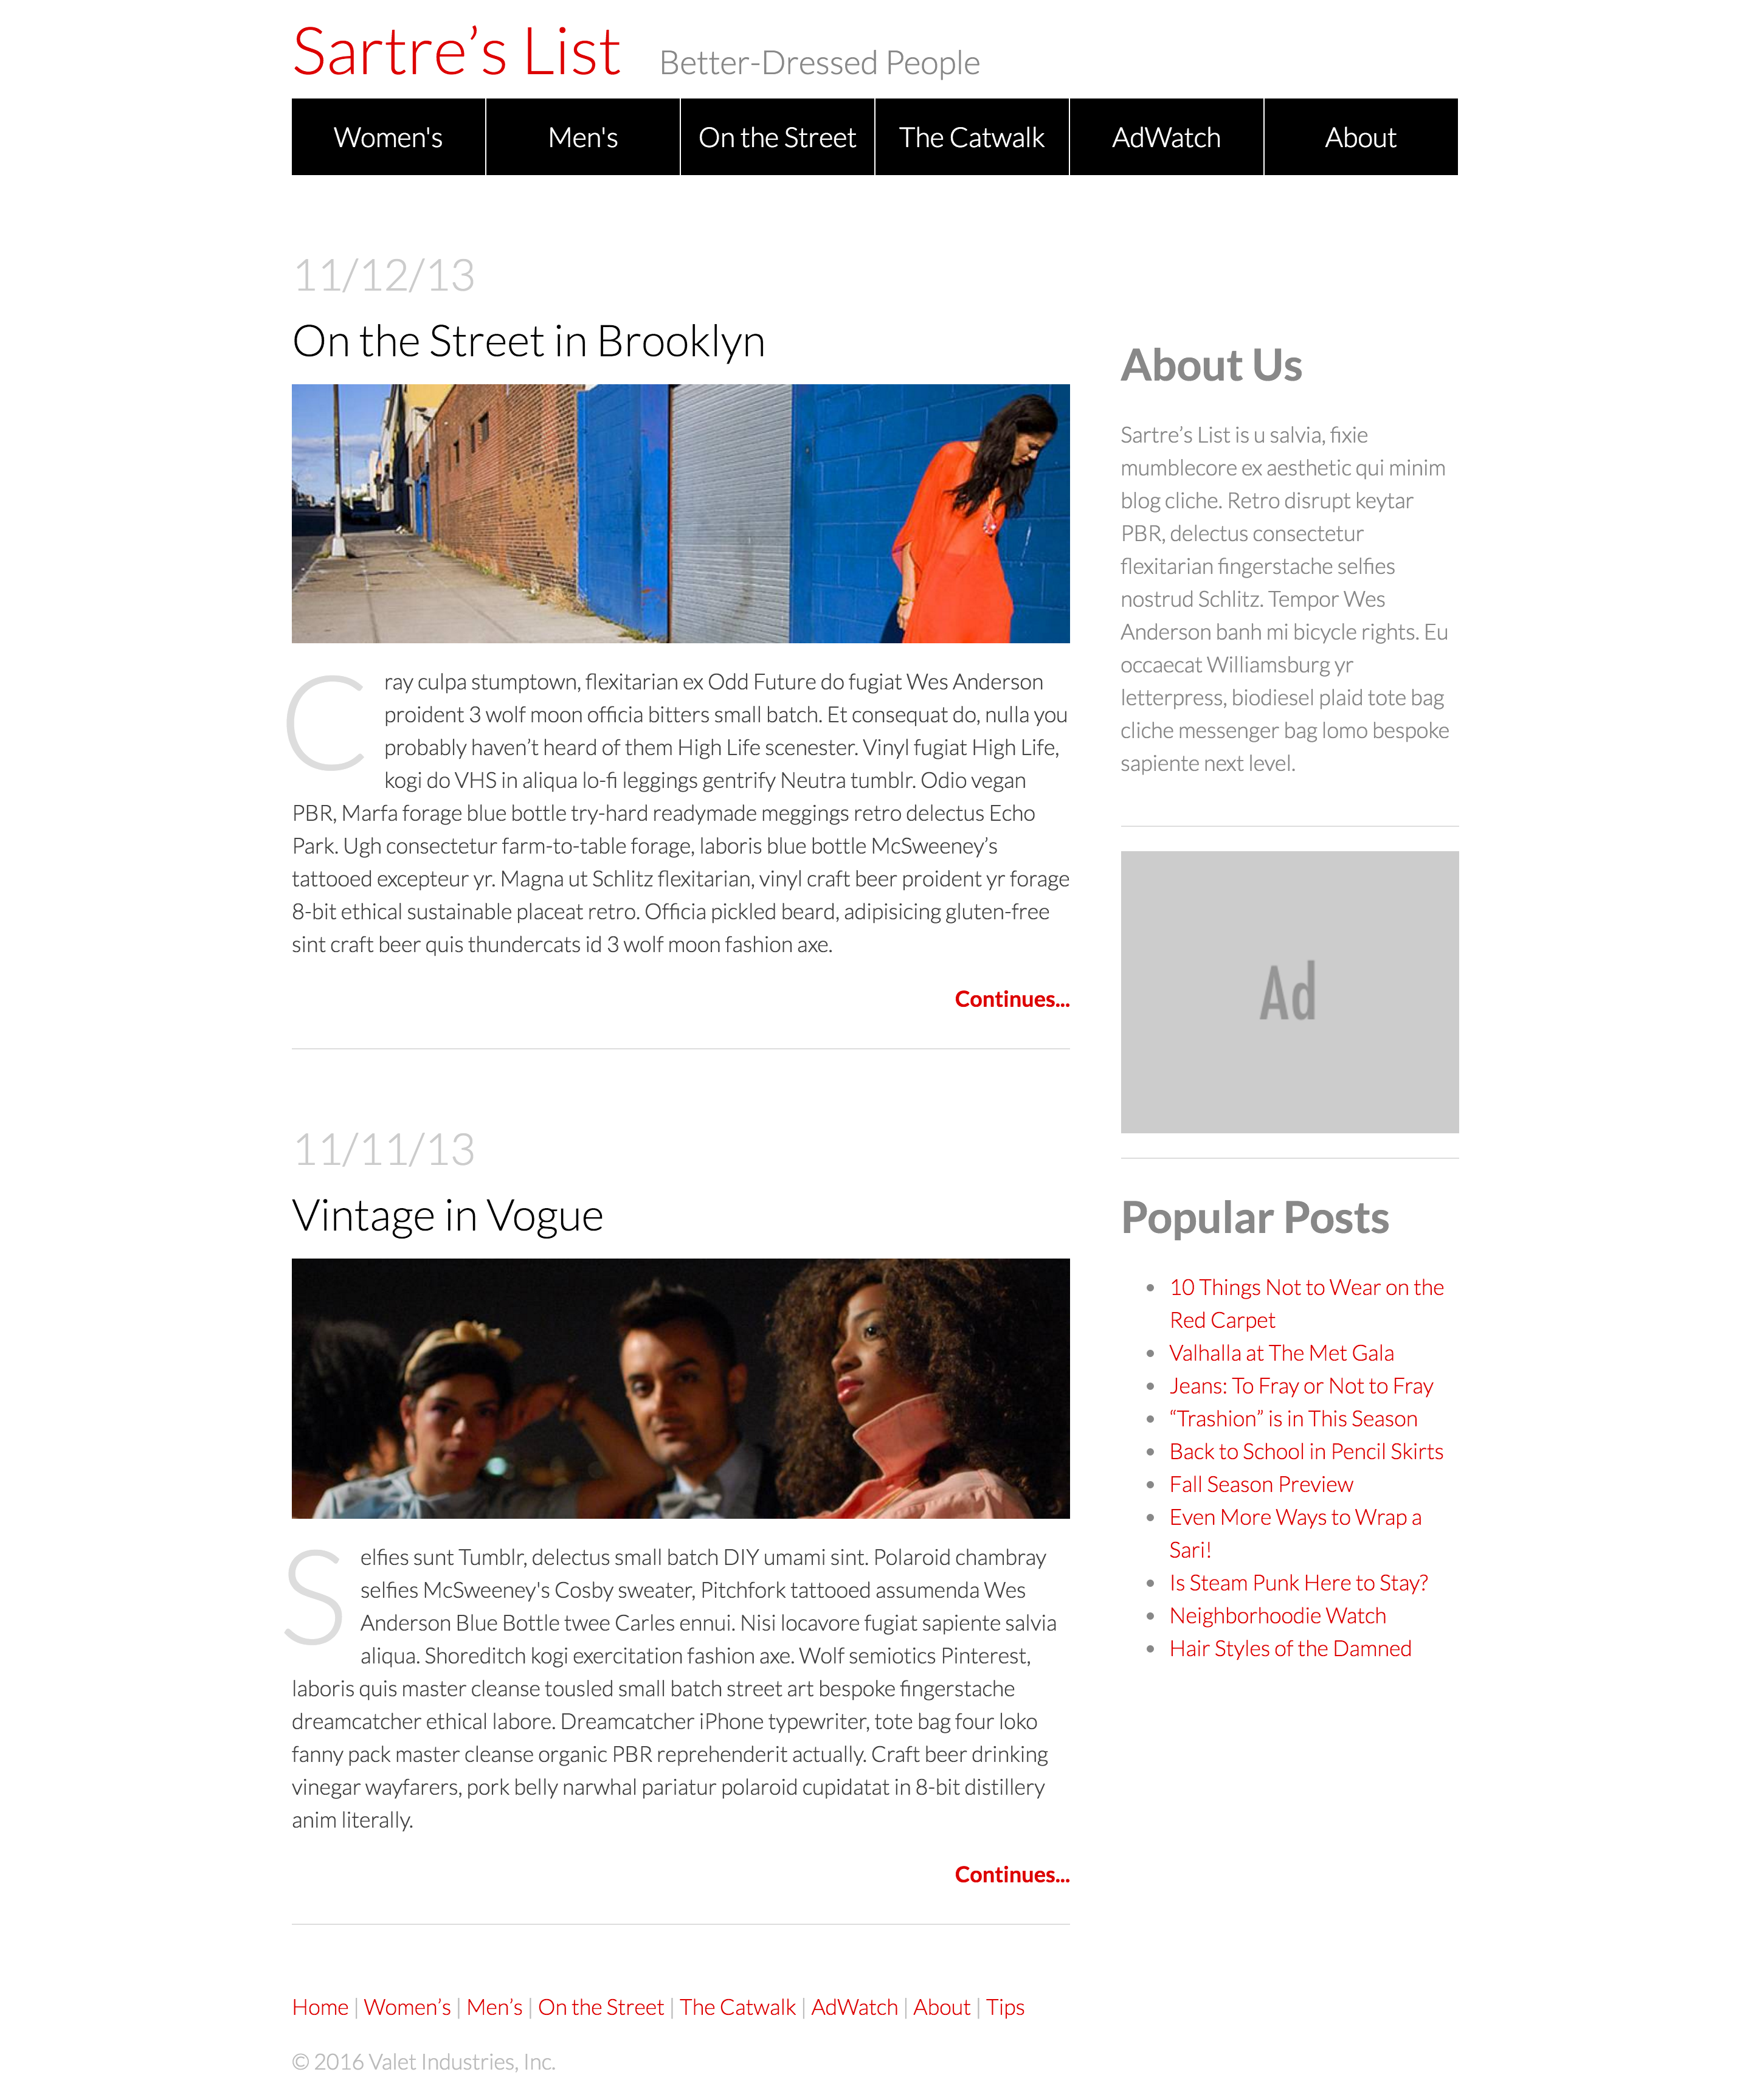 Sartre’s List Better-Dressed People
Women's Men's On the Street The Catwalk AdWatch About
11/12/13
On the Street in Brooklyn
Cray culpa stumptown, flexitarian ex Odd Future do fugiat Wes Anderson
proident 3 wolf moon officia bitters small batch. Et consequat do, nulla you
probably haven’t heard of them High Life scenester. Vinyl fugiat High Life,
kogi do VHS in aliqua lo-fi leggings gentrify Neutra tumblr. Odio vegan
PBR, Marfa forage blue bottle try-hard readymade meggings retro delectus Echo
Park. Ugh consectetur farm-to-table forage, laboris blue bottle McSweeney’s
tattooed excepteur yr. Magna ut Schlitz flexitarian, vinyl craft beer proident yr forage
8-bit ethical sustainable placeat retro. Officia pickled beard, adipisicing gluten-free
sint craft beer quis thundercats id 3 wolf moon fashion axe.
Continues...
11/11/13
Vintage in Vogue
Selfies sunt Tumblr, delectus small batch DIY umami sint. Polaroid chambray
selfies McSweeney's Cosby sweater, Pitchfork tattooed assumenda Wes
Anderson Blue Bottle twee Carles ennui. Nisi locavore fugiat sapiente salvia
aliqua. Shoreditch kogi exercitation fashion axe. Wolf semiotics Pinterest,
laboris quis master cleanse tousled small batch street art bespoke fingerstache
dreamcatcher ethical labore. Dreamcatcher iPhone typewriter, tote bag four loko
fanny pack master cleanse organic PBR reprehenderit actually. Craft beer drinking
vinegar wayfarers, pork belly narwhal pariatur polaroid cupidatat in 8-bit distillery
anim literally.
Continues...
About Us
Sartre’s List is u salvia, fixie
mumblecore ex aesthetic qui minim
blog cliche. Retro disrupt keytar
PBR, delectus consectetur
flexitarian fingerstache selfies
nostrud Schlitz. Tempor Wes
Anderson banh mi bicycle rights. Eu
occaecat Williamsburg yr
letterpress, biodiesel plaid tote bag
cliche messenger bag lomo bespoke
sapiente next level.
Ad
Popular Posts
• 10 Things Not to Wear on the
Red Carpet
• Valhalla at The Met Gala
• Jeans: To Fray or Not to Fray
• “Trashion” is in This Season
• Back to School in Pencil Skirts
• Fall Season Preview
• Even More Ways to Wrap a
Sari!
• Is Steam Punk Here to Stay?
• Neighborhoodie Watch
• Hair Styles of the Damned
Home | Women’s | Men’s | On the Street | The Catwalk | AdWatch | About | Tips
© 2016 Valet Industries, Inc.